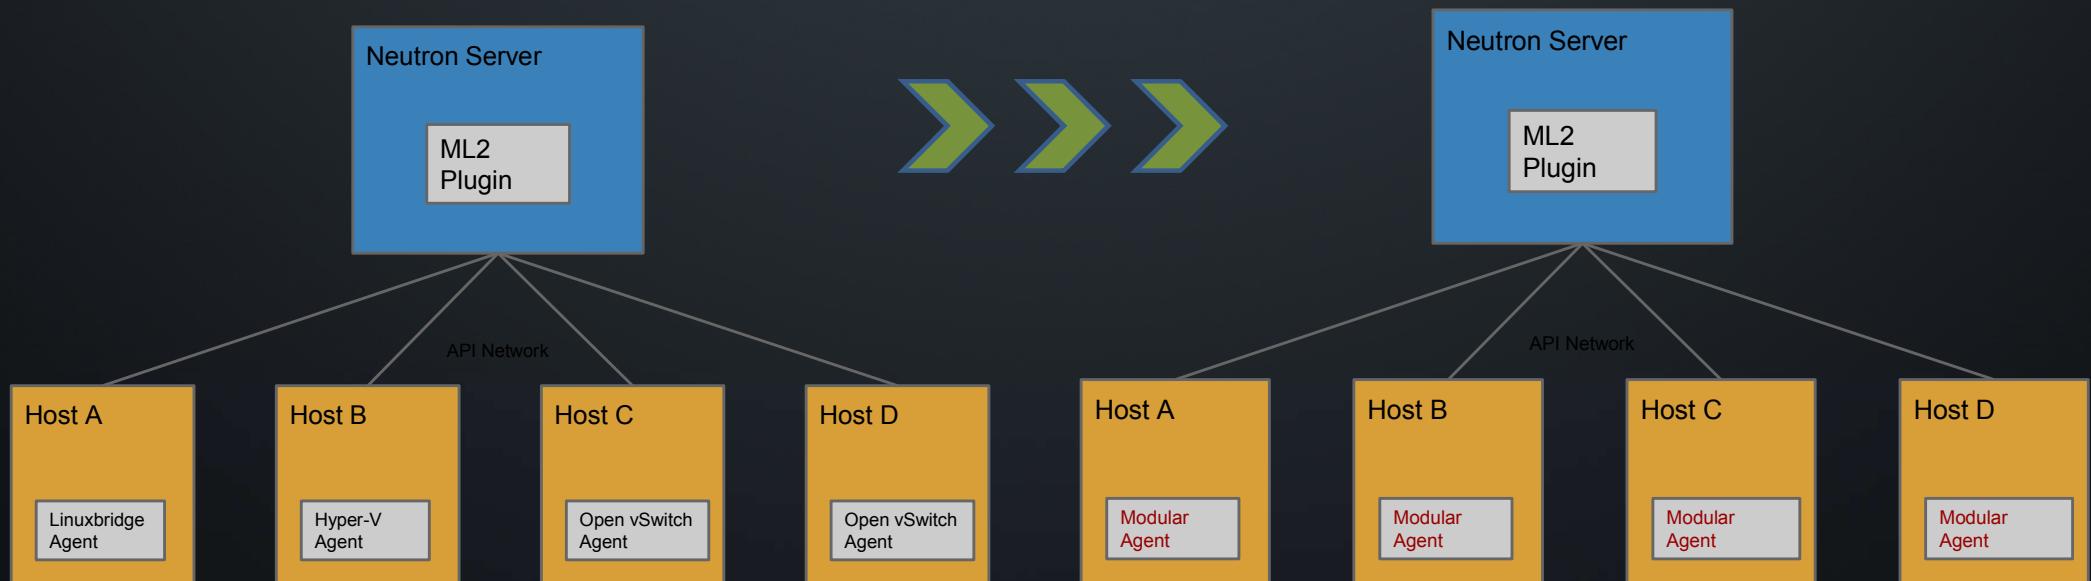 Neutron Server
ML2
Plugin
API Network
Host A
Linuxbridge
Agent
Host B
Hyper-V
Agent
Host C
Open vSwitch
Agent
Host D
Open vSwitch
Agent
Neutron Server
ML2
Plugin
API Network
Host A
Modular
Agent
Host B
Modular
Agent
Host C
Modular
Agent
Host D
Modular
Agent